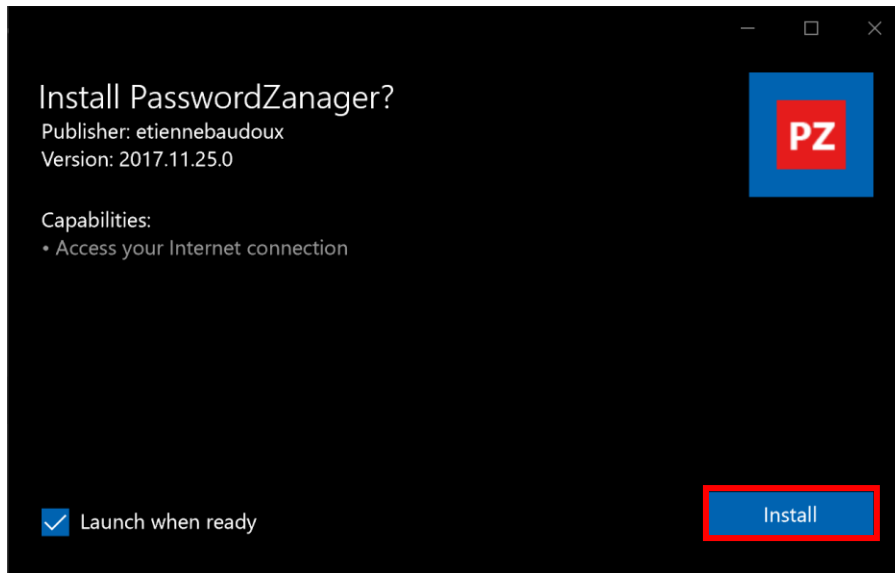 Install PasswordZanager?
Publisher: etiennebaudoux
Version: 2017.11.25.0
PZ
Capabilities:
• Access your Internet connection
Launch when ready
Install